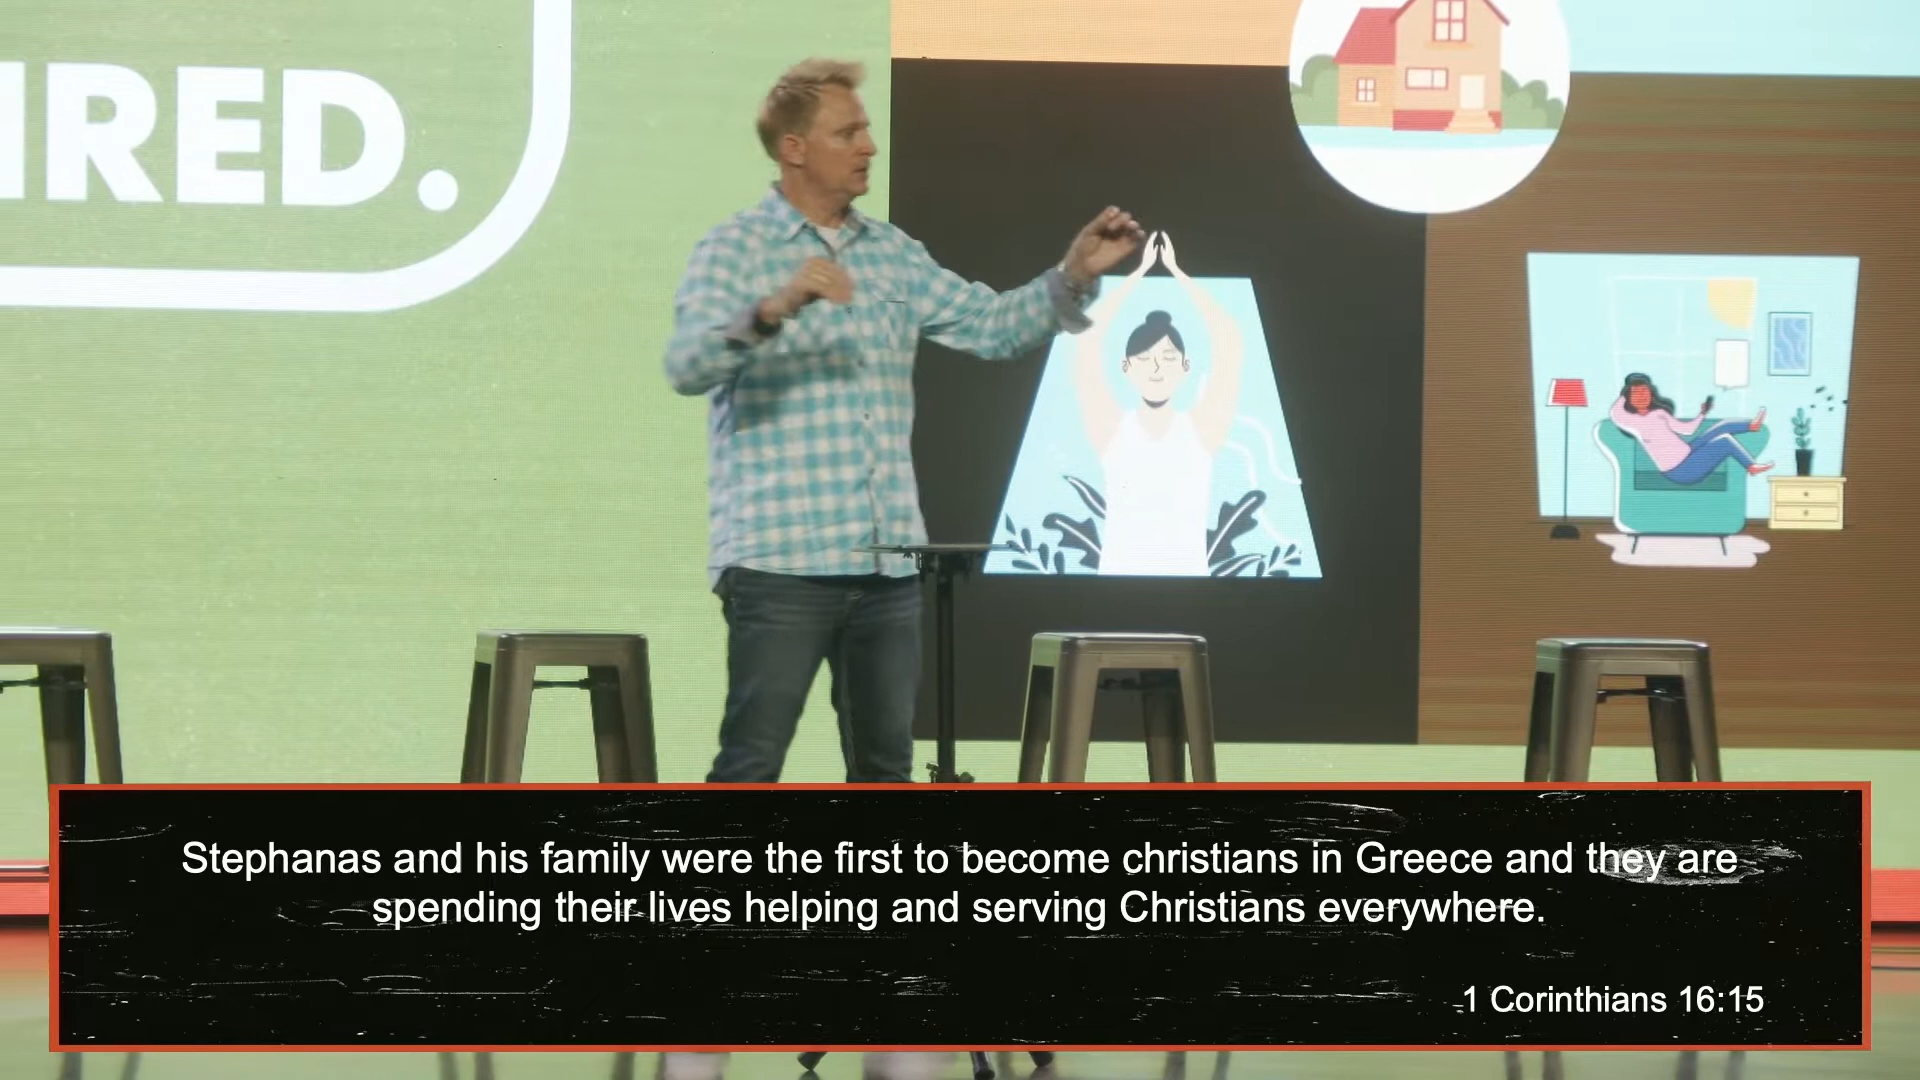 IRED.
Stephanas and his family were the first to become christians in Greece and they are
spending their lives helping and serving Christians everywhere.
1 Corinthians 16:15